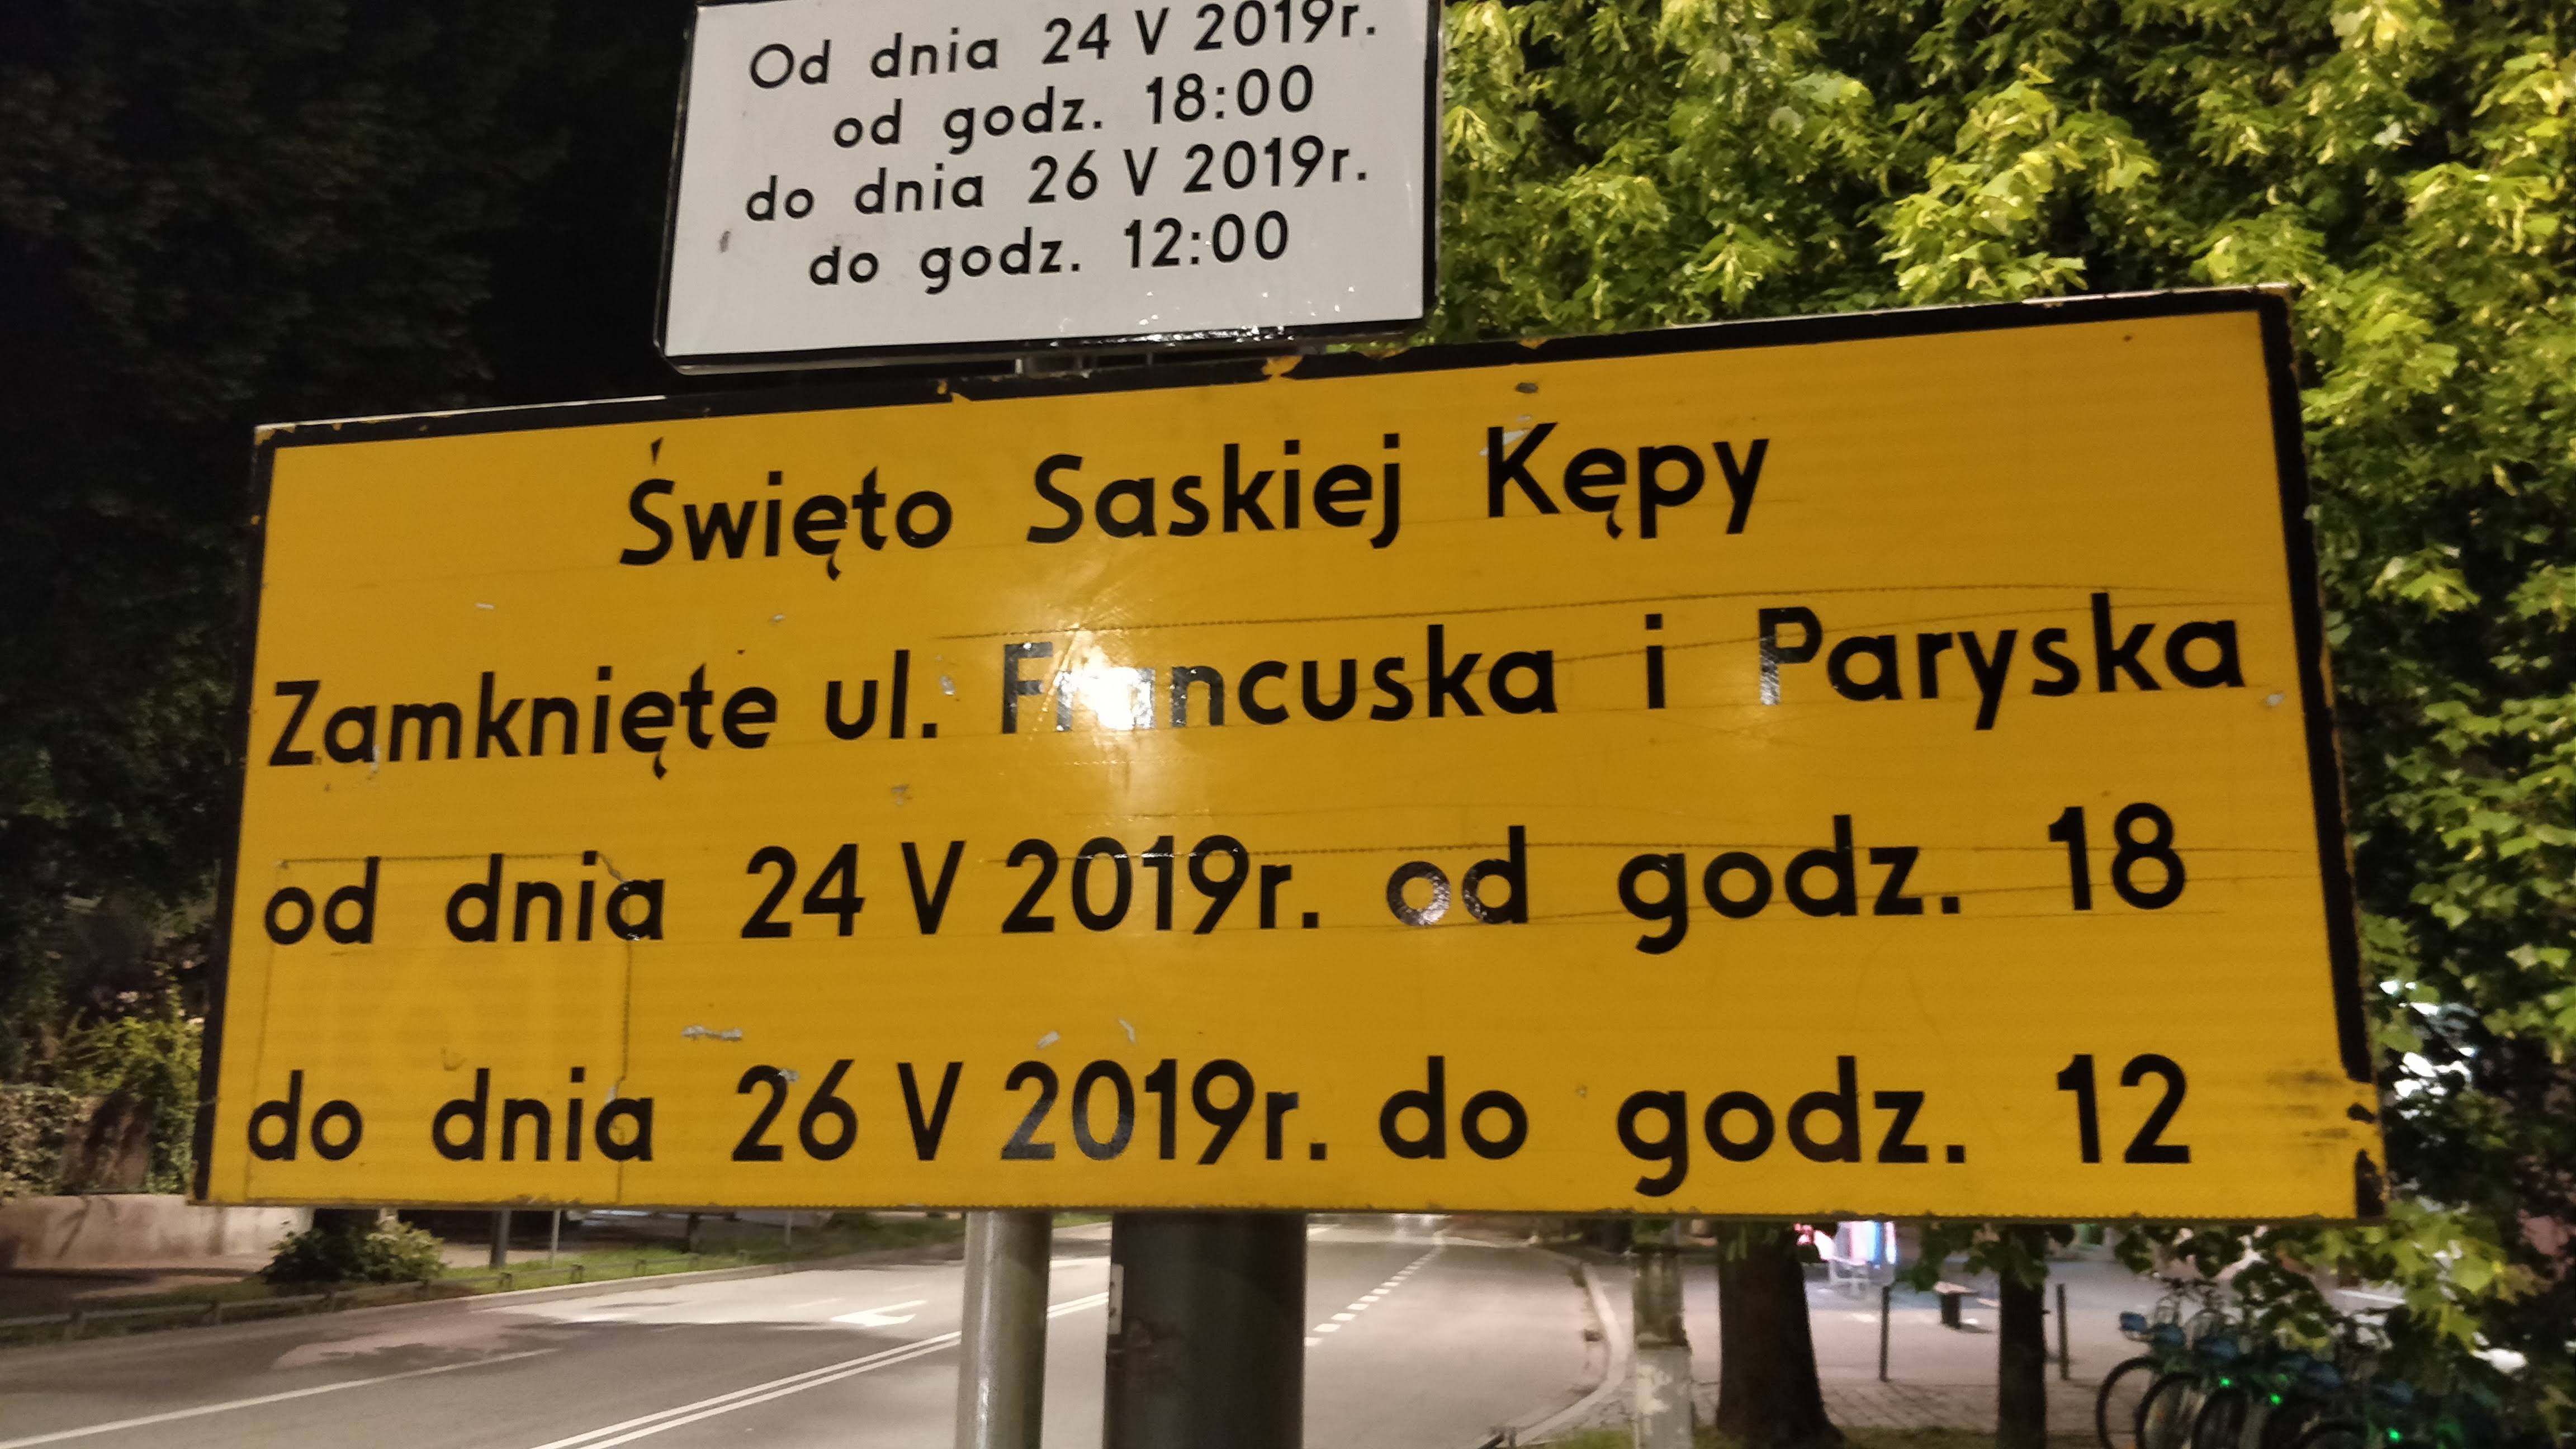 Od dnia 24 V 2019r.
od godz. 18:00
do dnia 26 V 2019r.
do godz. 12:00
Święto Saskiej Kępy
Zamknięte ul. Francuska i Paryska
od dnia 24 V 2019r. od godz. 18
do dnia 26 V 2019r. do godz. 12